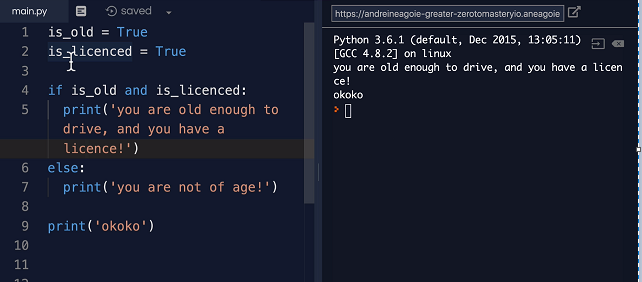 main.py
saved
https://andreineagoie-greater-zerotomasteryio.aneagoie
1 is_old = True
2 is_licenced = True
3
4 if is_old and is_licenced:
5 print('you are old enough to
drive, and you have a
licence!')
6 else:
7 print('you are not of age!')
8
9 print('okoko')
10
11
12
13
Python 3.6.1 (default, Dec 2015, 13:05:11)
[GCC 4.8.2] on linux
you are old enough to drive, and you have a licen
ce!
okoko